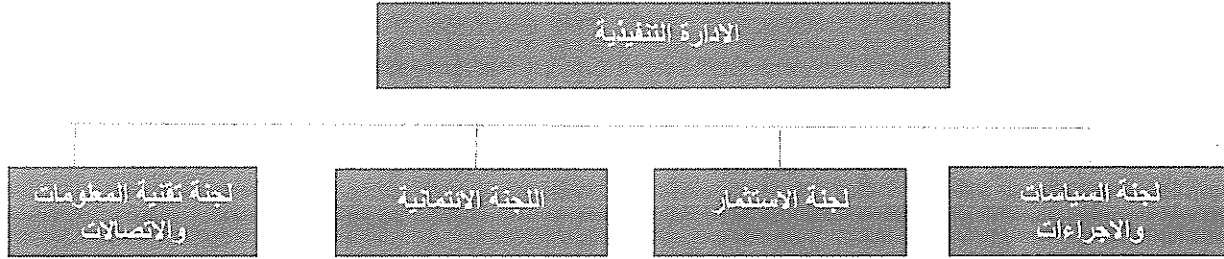 الادارة التنفيذية
لجنة السياسات
والاجراءات
لجنة الاستثمار
اللجنة الائتمانية
لجنة تقنية المعلومات
والاتصالات